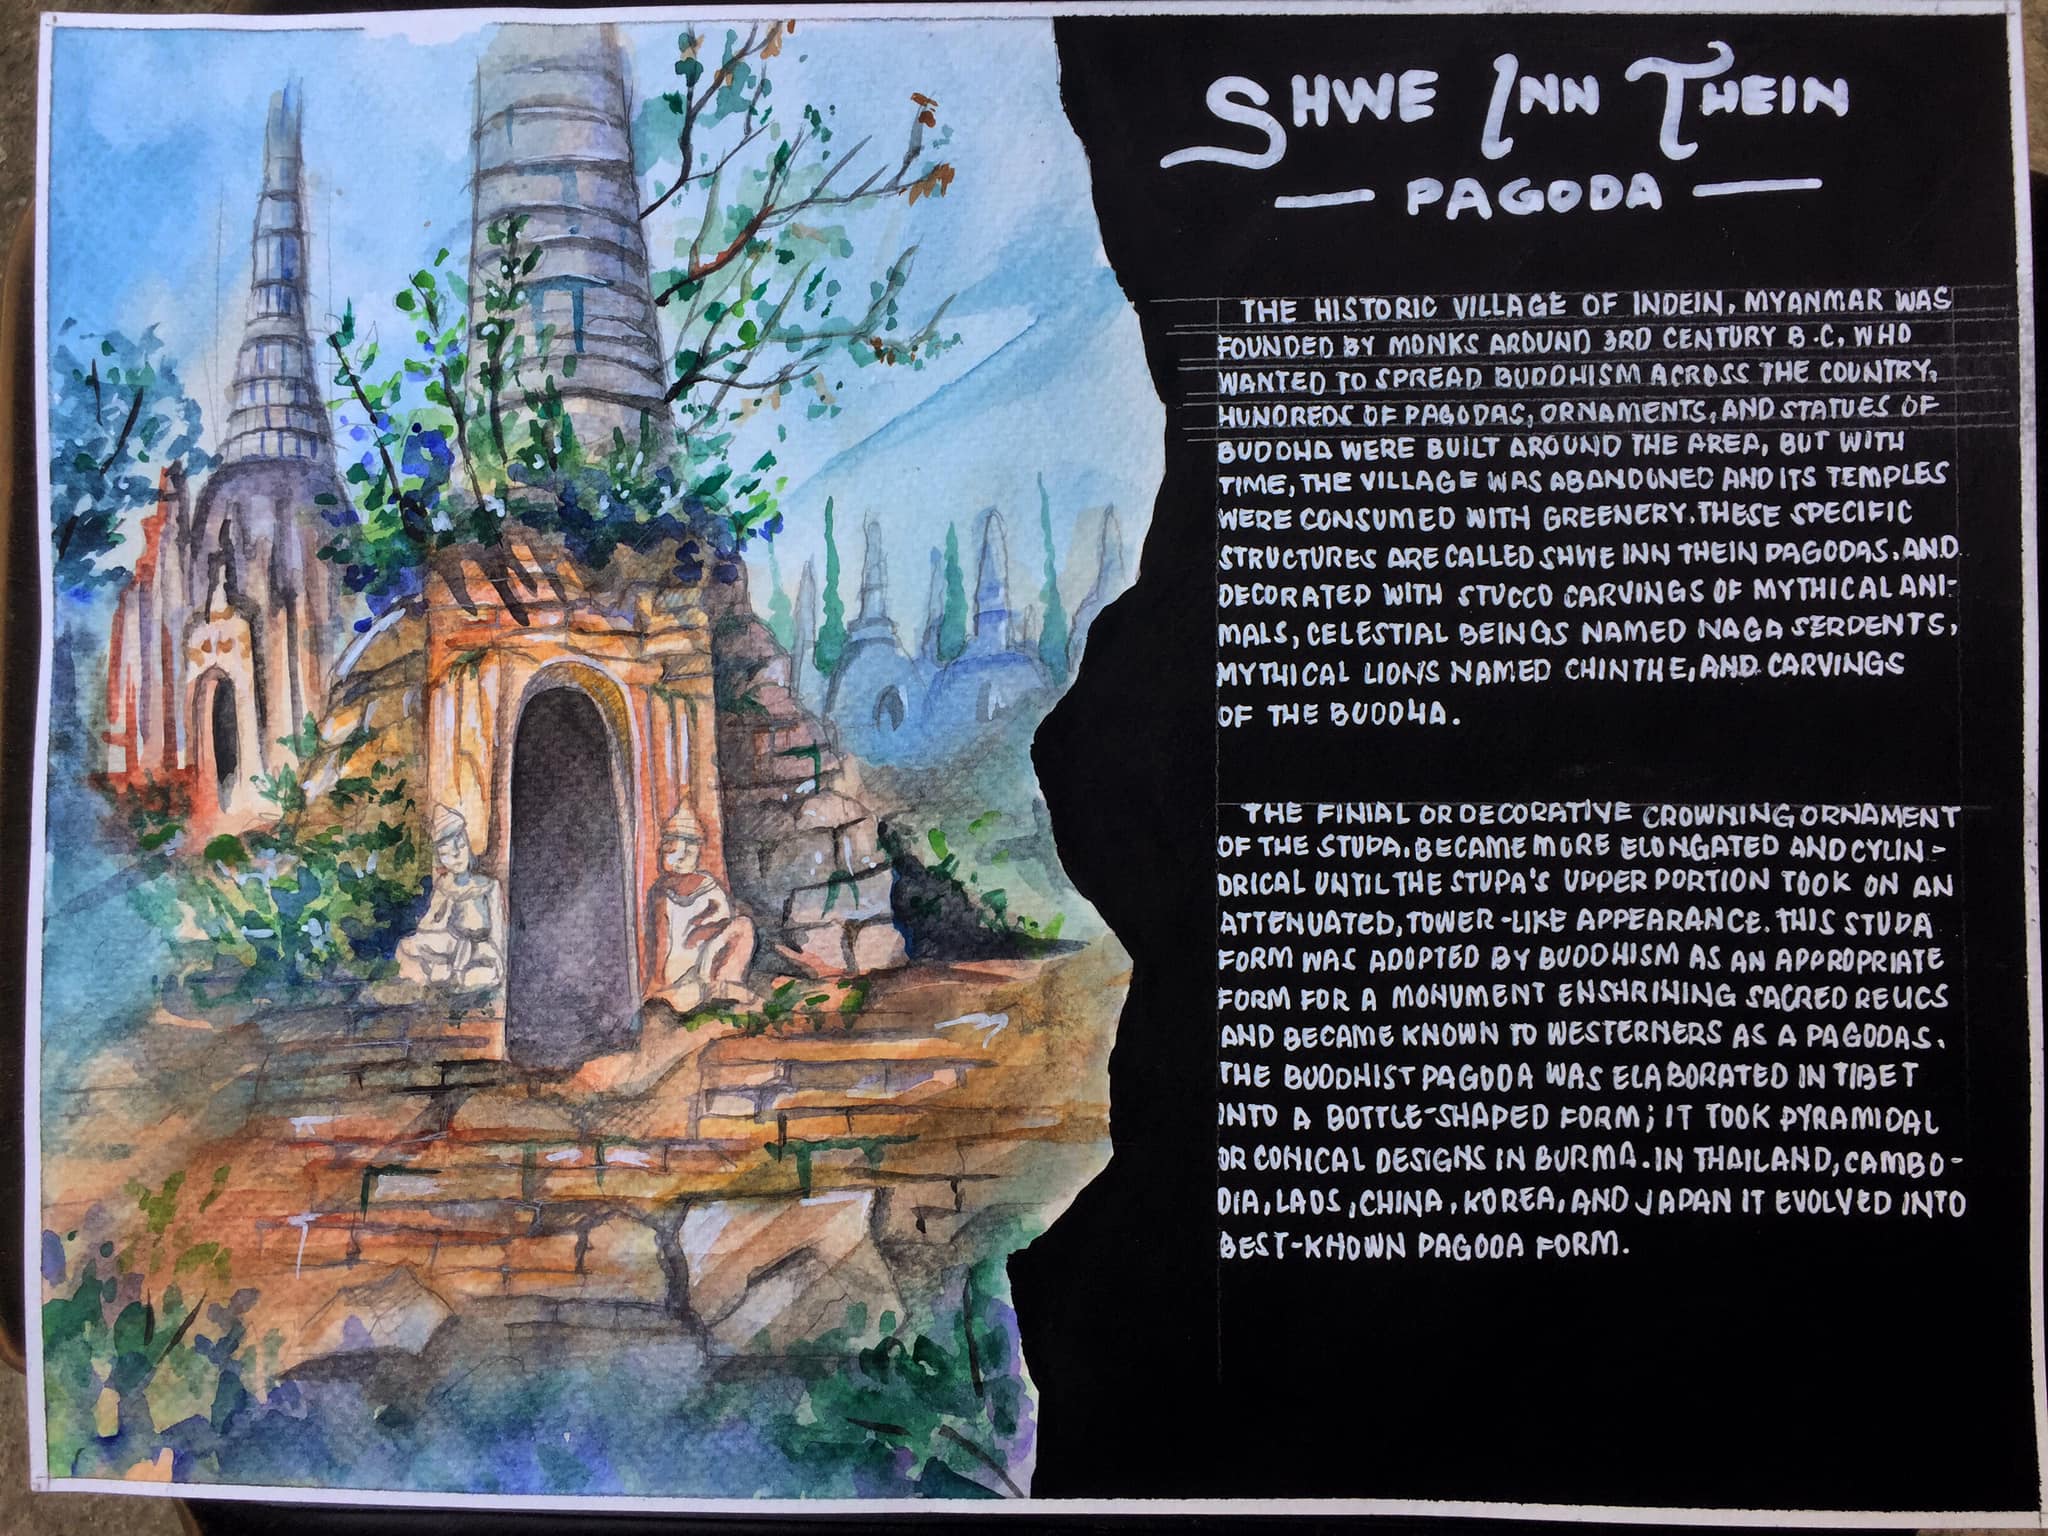 SHWE INN THEIN
— PAGODA —
THE HISTORIC VILLAGE OF INDEIN, MYANMAR WAS
FOUNDED BY MONKS AROUND 3RD CENTURY B.C, WHO
WANTED TO SPREAD BUDDHISM ACROSS THE COUNTRY,
HUNDREDS OF PAGODAS, ORNAMENTS, AND STATUES OF
BUDDHA WERE BUILT AROUND THE AREA, BUT WITH
TIME, THE VILLAGE WAS ABANDONED AND ITS TEMPLES
WERE CONSUMED WITH GREENERY. THESE SPECIFIC
STRUCTURES ARE CALLED SHWE INN THEIN PAGODAS. AND
DECORATED WITH STUCCO CARVINGS OF MYTHICAL ANI-
MALS, CELESTIAL BEINGS NAMED NAGA SERPENTS,
MYTHICAL LIONS NAMED CHINTHE, AND CARVINGS
OF THE BUDDHA.
THE FINIAL OR DECORATIVE CROWNING ORNAMENT
OF THE STUPA, BECAME MORE ELONGATED AND CYLIN-
DRICAL UNTIL THE STUPA'S UPPER PORTION TOOK ON AN
ATTENUATED, TOWER-LIKE APPEARANCE. THIS STUPA
FORM WAS ADOPTED BY BUDDHISM AS AN APPROPRIATE
FORM FOR A MONUMENT ENSHRINING SACRED RELICS
AND BECAME KNOWN TO WESTERNERS AS A PAGODAS.
THE BUDDHIST PAGODA WAS ELABORATED IN TIBET
INTO A BOTTLE-SHAPED FORM; IT TOOK PYRAMIDAL
OR CONICAL DESIGNS IN BURMA. IN THAILAND, CAMBO-
DIA, LAOS, CHINA, KOREA, AND JAPAN IT EVOLVED INTO
BEST-KNOWN PAGODA FORM.